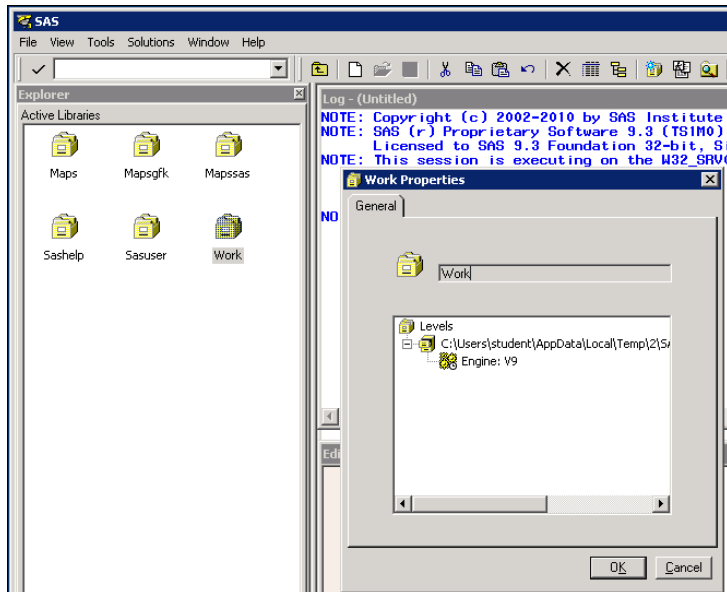 SAS
File View Tools Solutions Window Help
Explorer
Active Libraries
Maps Mapsgfk Mapssas
Sashelp Sasuser Work
Log - (Untitled)
NOTE: Copyright (c) 2002-2010 by SAS Institute
NOTE: SAS (r) Proprietary Software 9.3 (TS1M0)
Licensed to SAS 9.3 Foundation 32-bit, Si
NOTE: This session is executing on the W32_SRV
NO
Work Properties
General
Work
Levels
C:\Users\student\AppData\Local\Temp\2\SA
Engine: V9
Edi
OK Cancel